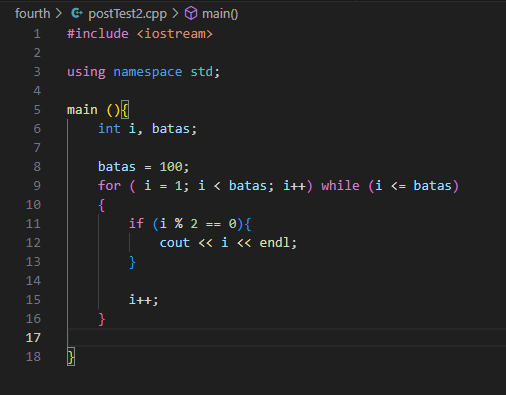 fourth > postTest2.cpp > main()
1 #include <iostream>
2
3 using namespace std;
4
5 main (){
6     int i, batas;
7
8     batas = 100;
9     for ( i = 1; i < batas; i++) while (i <= batas)
10     {
11         if (i % 2 == 0){
12             cout << i << endl;
13         }
14
15         i++;
16     }
17
18 }